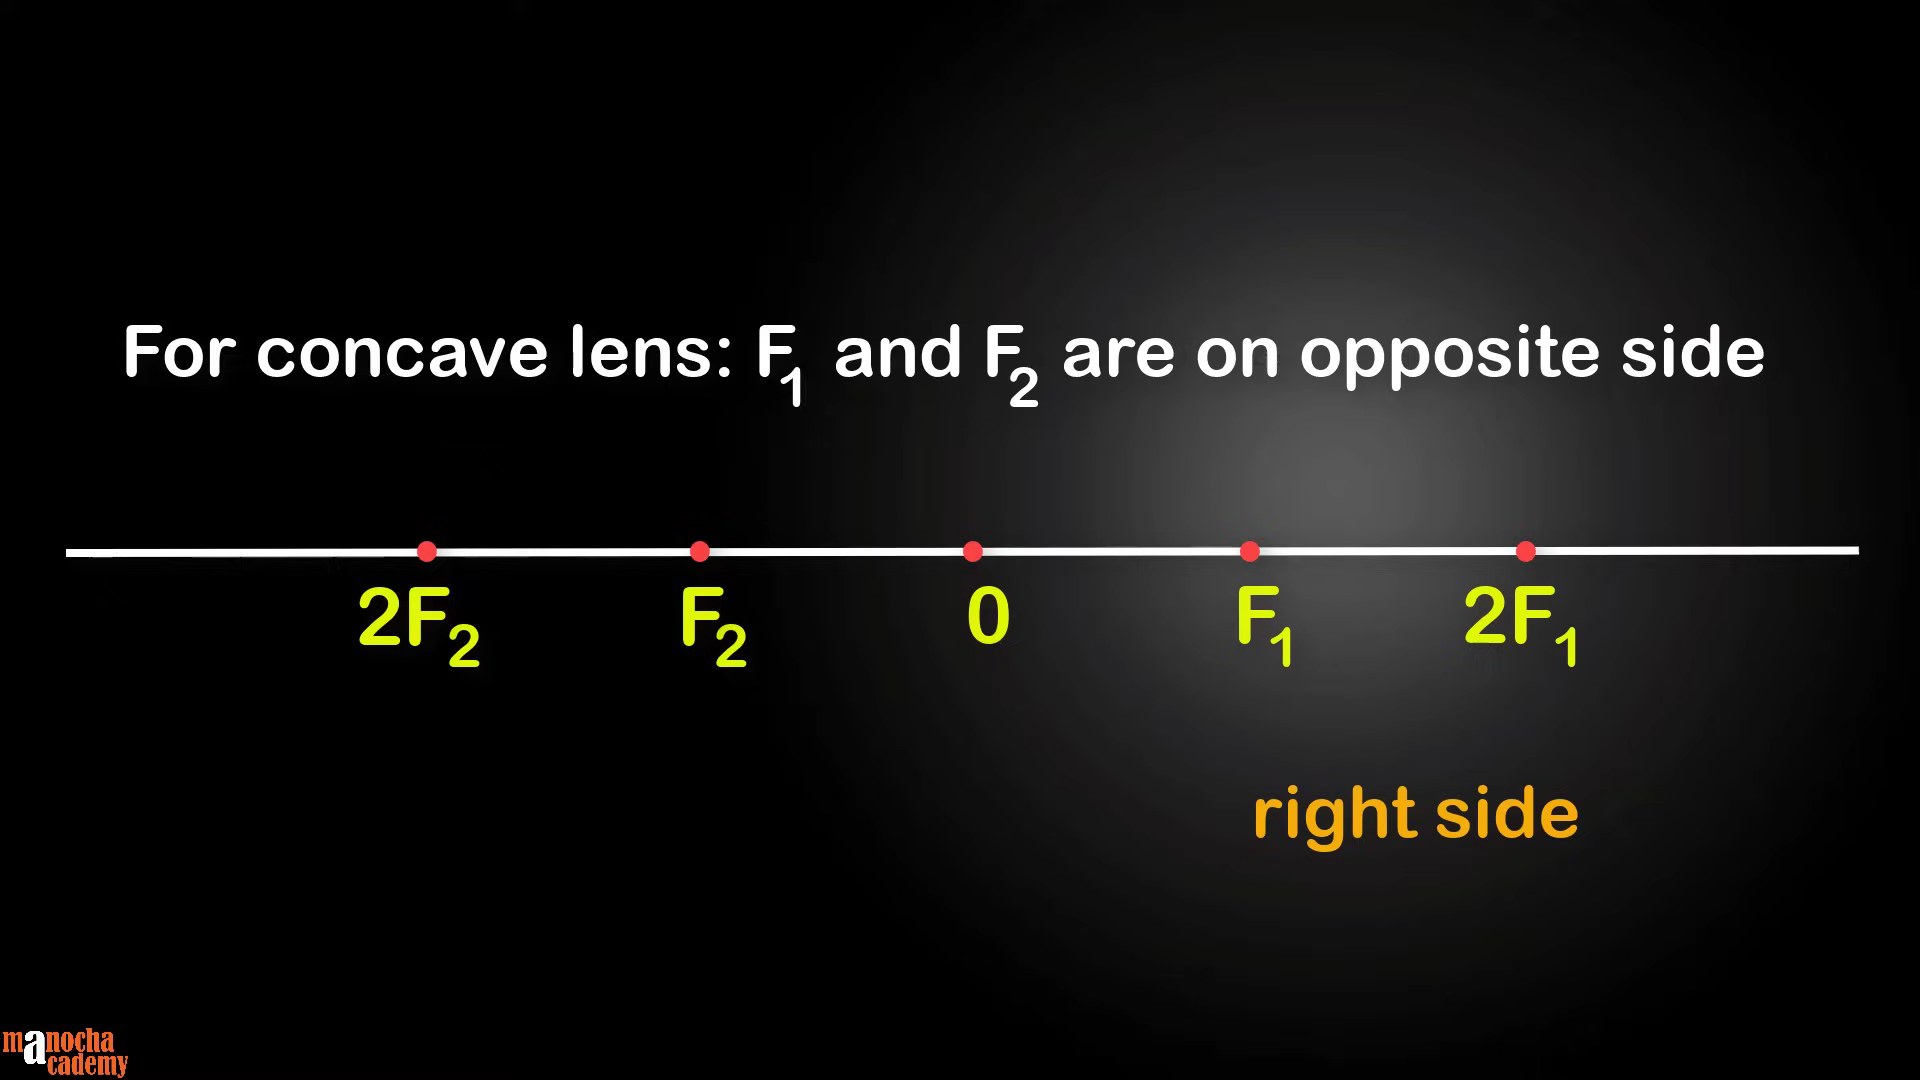 For concave lens: F₁ and F₂ are on opposite side
2F₂ F₂ 0 F₁ 2F₁
right side
manocha
academy